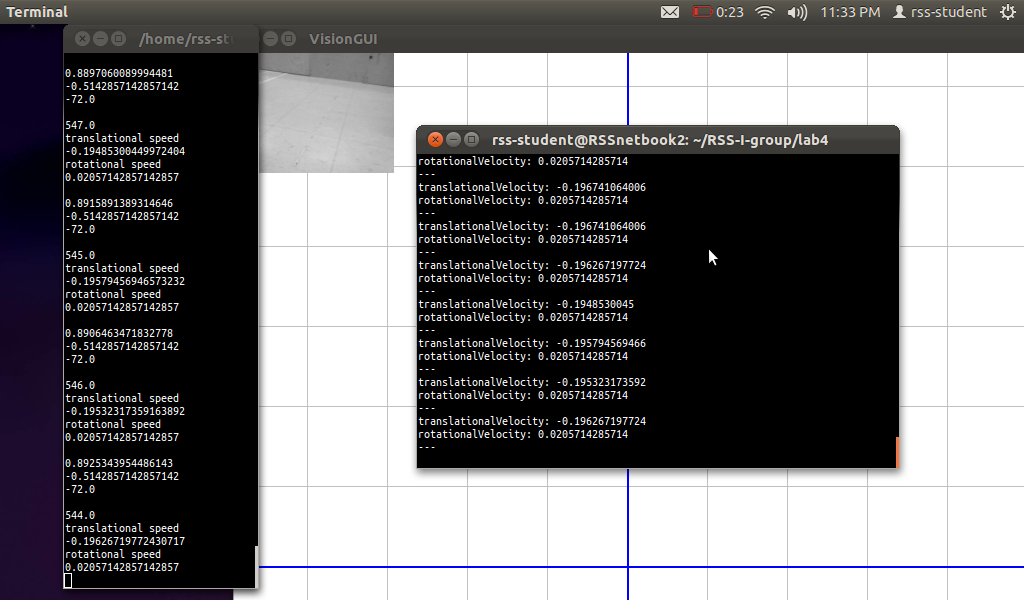 Terminal
0:23
11:33 PM
rss-student
/home/rss-st
VisionGUI
0.8897060089994481
-0.5142857142857142
-72.0
547.0
translational speed
-0.19485300449972404
rotational speed
0.02057142857142857
0.8915891389314646
-0.5142857142857142
-72.0
545.0
translational speed
-0.19579456946573232
rotational speed
0.02057142857142857
0.8906463471832778
-0.5142857142857142
-72.0
546.0
translational speed
-0.19532317359163892
rotational speed
0.02057142857142857
0.8925343954486143
-0.5142857142857142
-72.0
544.0
translational speed
-0.19626719772430717
rotational speed
0.02057142857142857
rss-student@RSSnetbook2: ~/RSS-I-group/lab4
rotationalVelocity: 0.0205714285714
---
translationalVelocity: -0.196741064006
rotationalVelocity: 0.0205714285714
---
translationalVelocity: -0.196741064006
rotationalVelocity: 0.0205714285714
---
translationalVelocity: -0.196267197724
rotationalVelocity: 0.0205714285714
---
translationalVelocity: -0.1948530045
rotationalVelocity: 0.0205714285714
---
translationalVelocity: -0.195794569466
rotationalVelocity: 0.0205714285714
---
translationalVelocity: -0.195323173592
rotationalVelocity: 0.0205714285714
---
translationalVelocity: -0.196267197724
rotationalVelocity: 0.0205714285714
---